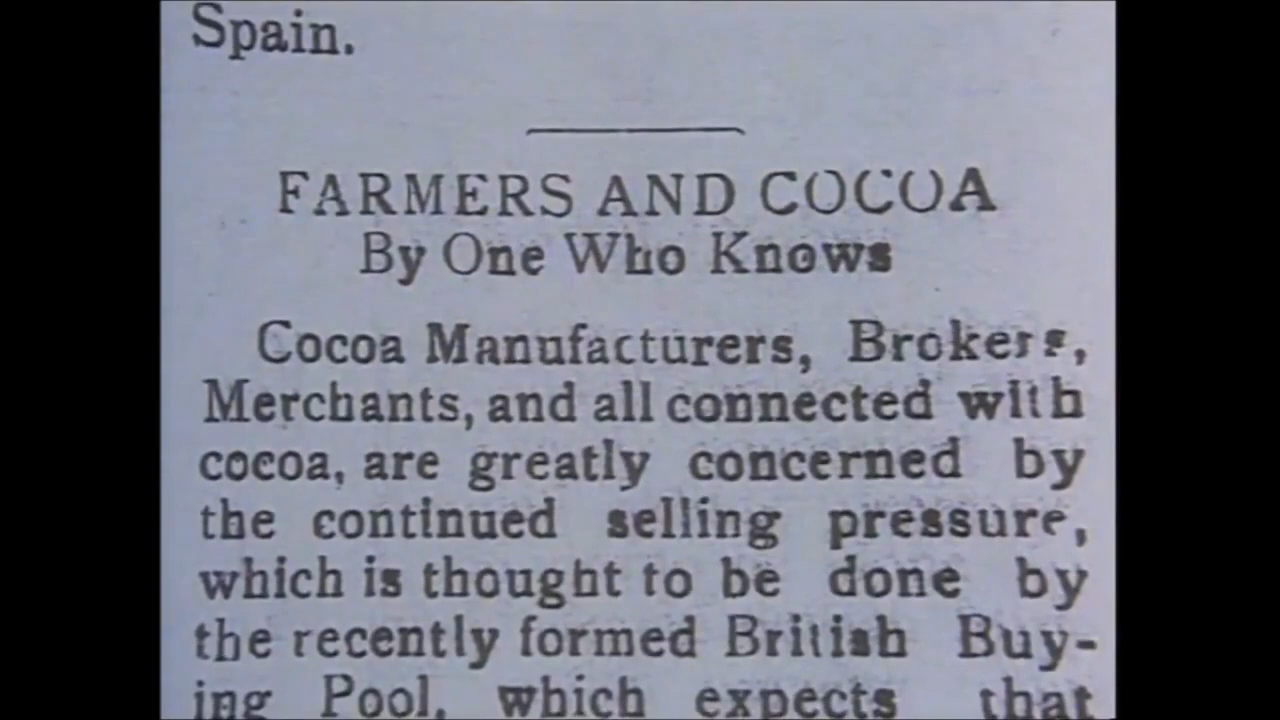 Spain.
FARMERS AND COCOA
By One Who Knows
Cocoa Manufacturers, Brokers,
Merchants, and all connected with
cocoa, are greatly concerned by
the continued selling pressure,
which is thought to be done by
the recently formed British Buy-
ing Pool, which expects that